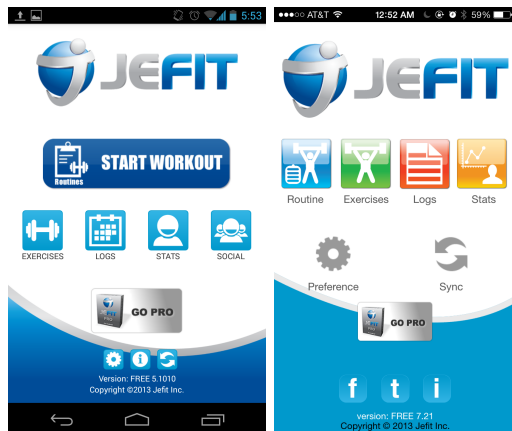 5:53
JEFIT
START WORKOUT
Routines
EXERCISES
LOGS
STATS
SOCIAL
GO PRO
Version: FREE 5.1010
Copyright ©2013 Jefit Inc.
AT&T
12:52 AM
59%
JEFIT
Routine
Exercises
Logs
Stats
Preference
Sync
GO PRO
f t i
version: FREE 7.21
Copyright © 2013 Jefit Inc.